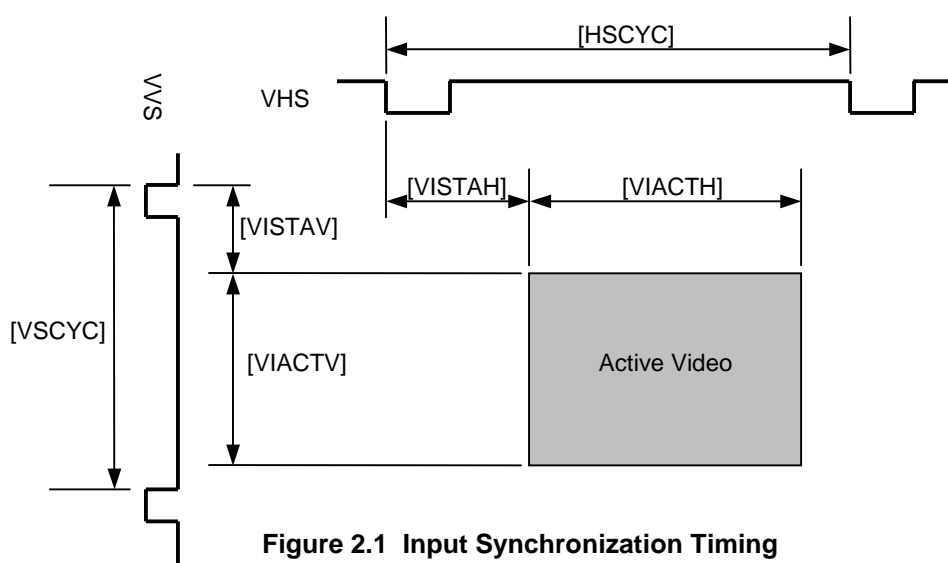 [HSCYC]
VVS
VHS
[VISTAH]
[VIACTH]
[VISTAV]
[VSCYC]
[VIACTV]
Active Video
Figure 2.1 Input Synchronization Timing